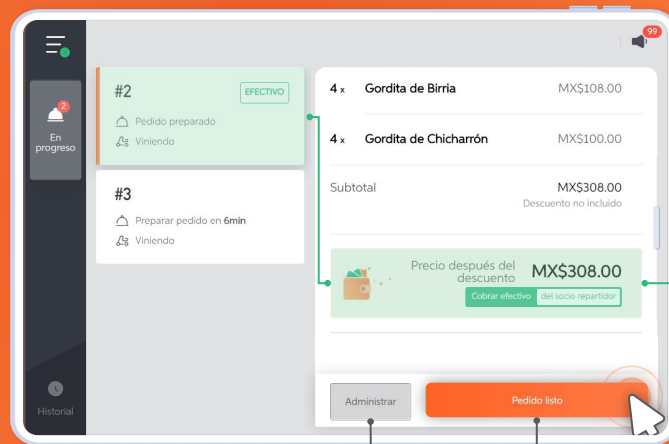 99
2
En
progreso
Historial
#2
EFECTIVO
Pedido preparado
Viniendo
#3
Preparar pedido en 6min
Viniendo
4 x Gordita de Birria MX$108.00
4 x Gordita de Chicharrón MX$100.00
Subtotal MX$308.00
Descuento no incluido
Precio después del
descuento MX$308.00
Cobrar efectivo del socio repartidor
Administrar
Pedido listo